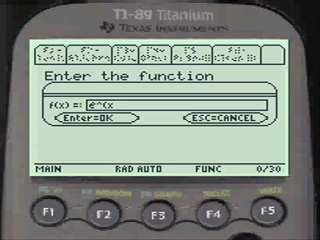 TI-89 Titanium
TEXAS INSTRUMENTS
Enter the function
f(x) =: e^(x
Enter=OK ESC=CANCEL
MAIN RAD AUTO FUNC 0/30
F1 F2 F3 F4 F5